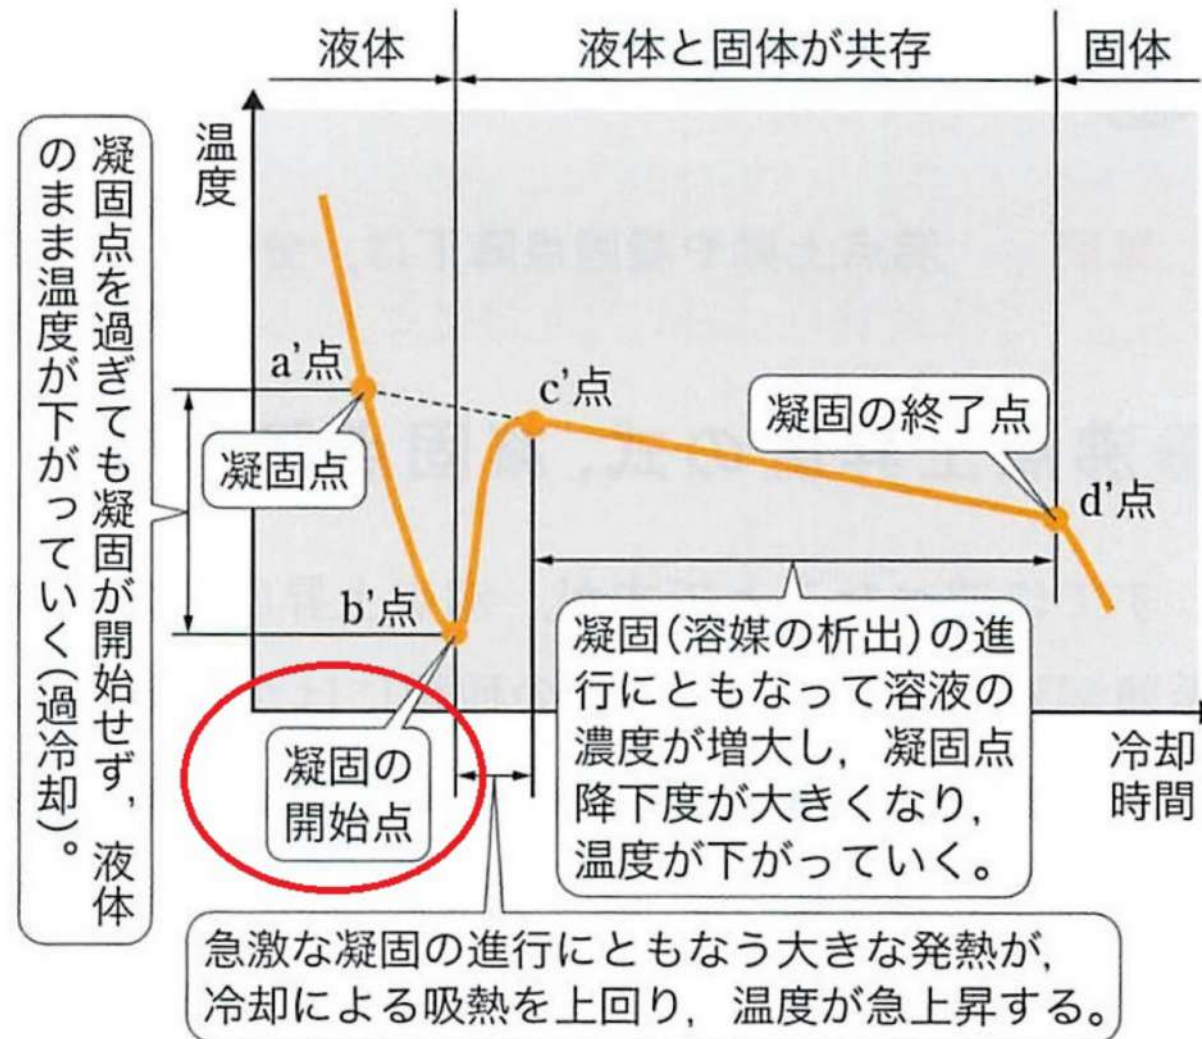 液体
液体と固体が共存
固体
温度
凝固点を過ぎても凝固が開始せず，液体
のまま温度が下がっていく(過冷却)。
a’点
凝固点
b’点
凝固の
開始点
c’点
凝固の終了点
d’点
凝固(溶媒の析出)の進
行にともなって溶液の
濃度が増大し，凝固点
降下度が大きくなり，
温度が下がっていく。
冷却
時間
急激な凝固の進行にともなう大きな発熱が，
冷却による吸熱を上回り，温度が急上昇する。